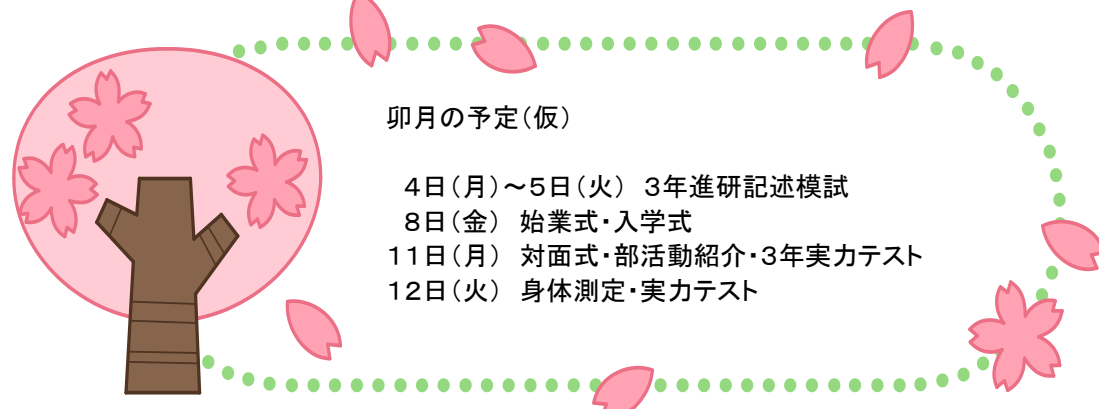 卯月の予定（仮）
４日（月）～５日（火）　３年進研記述模試
８日（金）　始業式・入学式
１１日（月）　対面式・部活動紹介・３年実力テスト
１２日（火）　身体測定・実力テスト